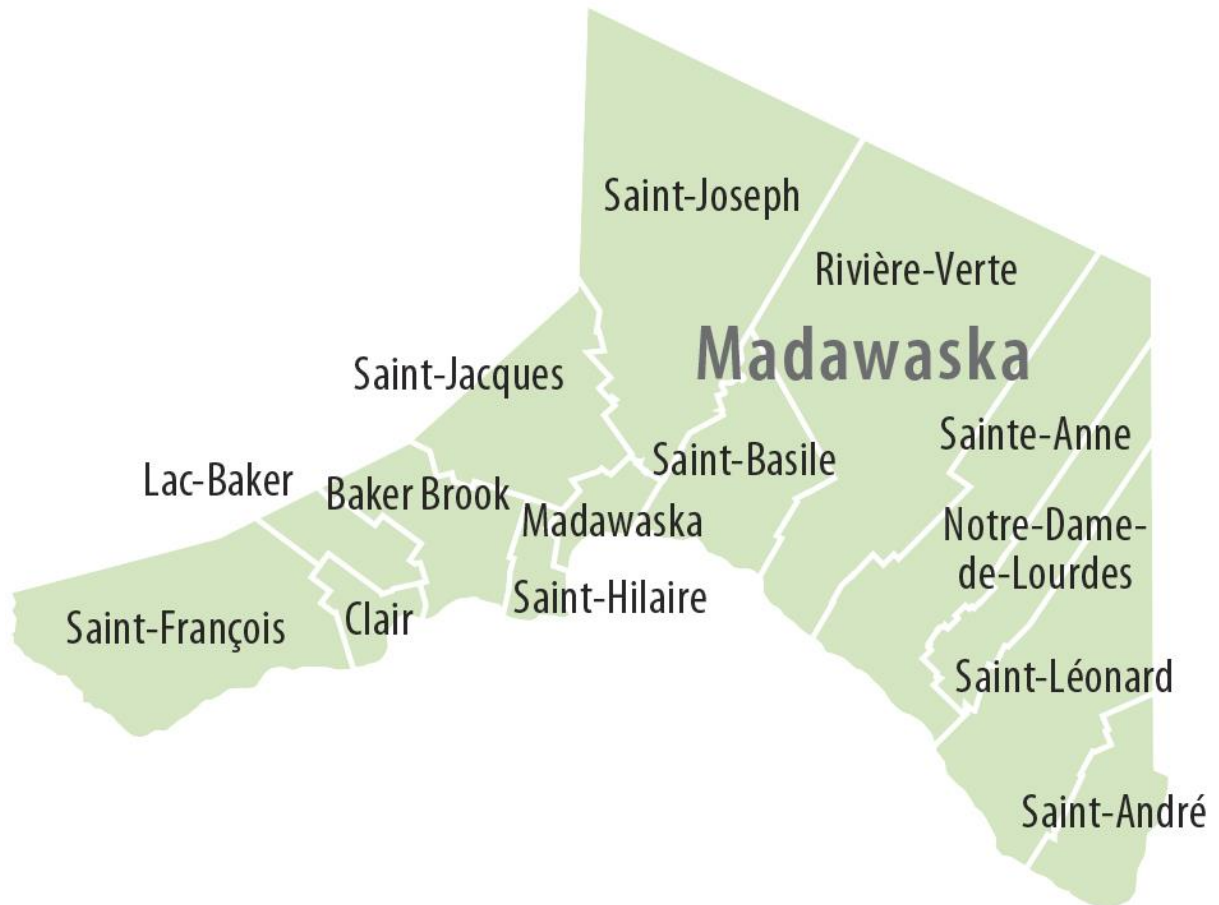 Saint-Joseph
Rivière-Verte
Madawaska
Saint-Jacques
Sainte-Anne
Saint-Basile
Lac-Baker
Baker Brook
Madawaska
Notre-Dame-
de-Lourdes
Saint-Hilaire
Clair
Saint-François
Saint-Léonard
Saint-André